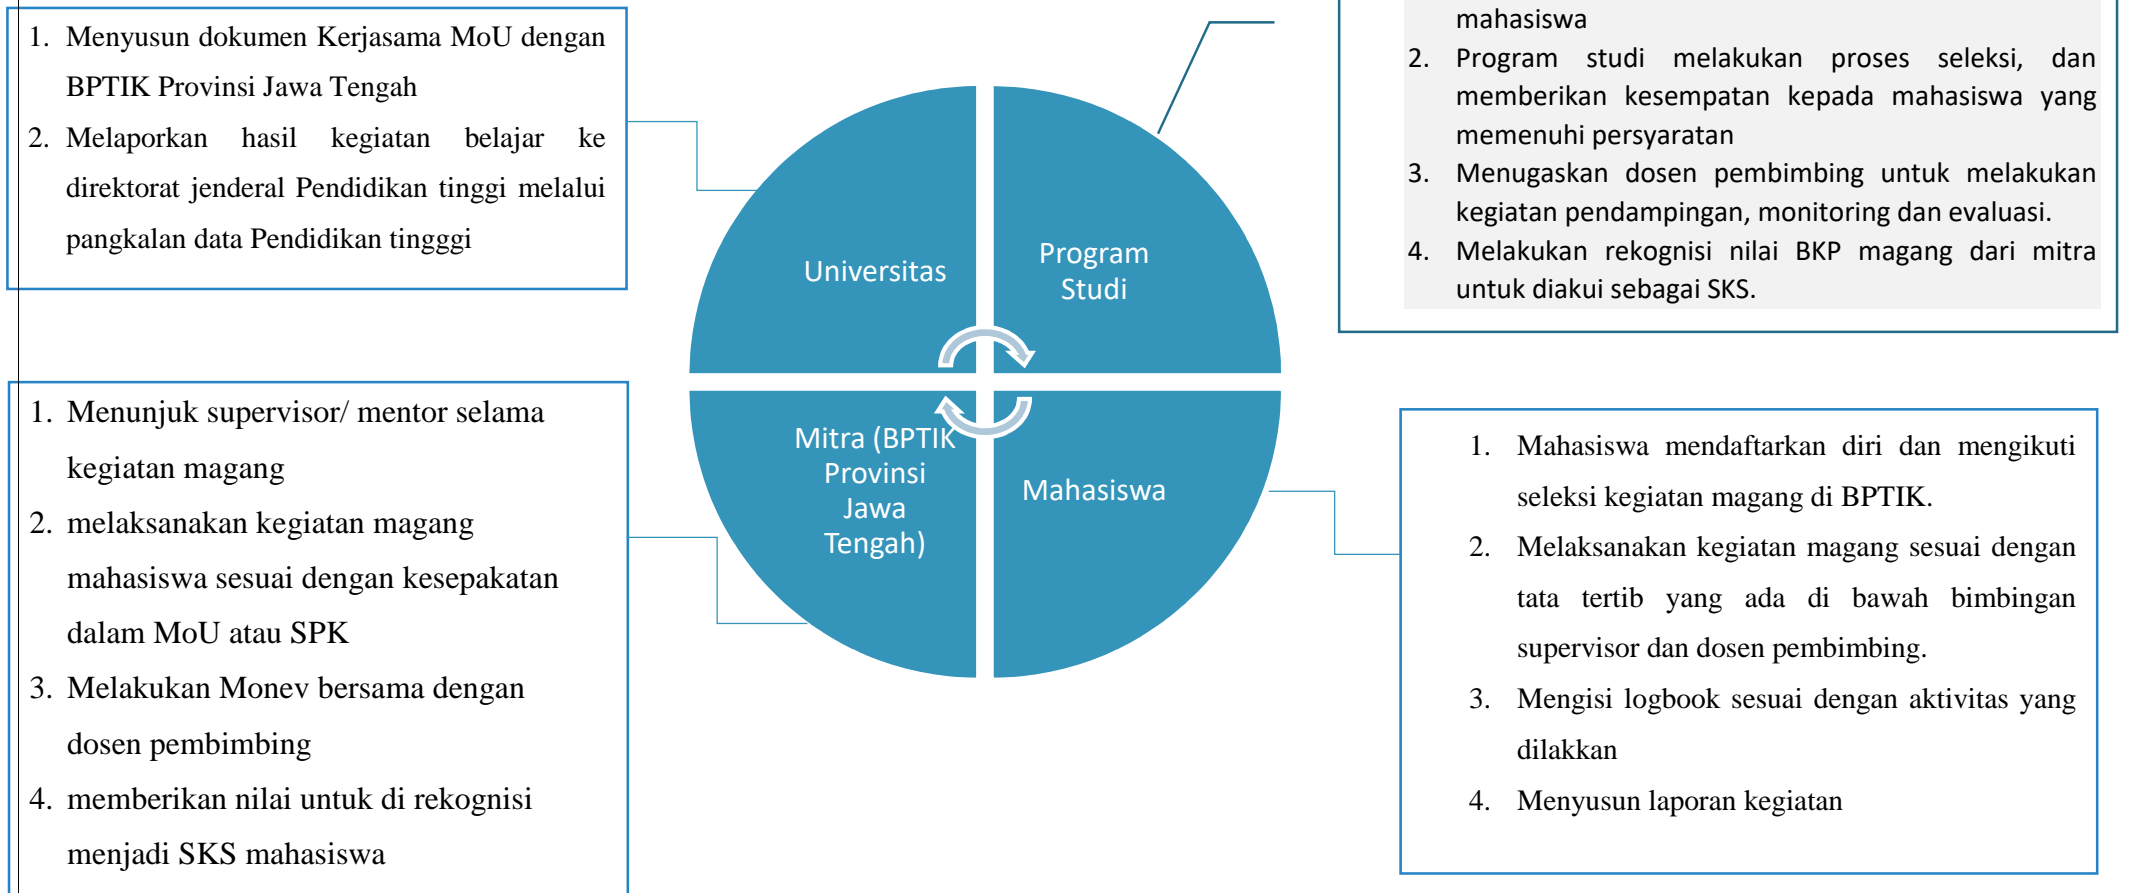 1. Menyusun dokumen Kerjasama MoU dengan
BPTIK Provinsi Jawa Tengah
2. Melaporkan hasil kegiatan belajar ke
direktorat jenderal Pendidikan tinggi melalui
pangkalan data Pendidikan tingggi
mahasiswa
2. Program studi melakukan proses seleksi, dan
memberikan kesempatan kepada mahasiswa yang
memenuhi persyaratan
3. Menugaskan dosen pembimbing untuk melakukan
kegiatan pendampingan, monitoring dan evaluasi.
4. Melakukan rekognisi nilai BKP magang dari mitra
untuk diakui sebagai SKS.
Universitas
Program
Studi
Mitra (BPTIK
Provinsi
Jawa
Tengah)
Mahasiswa
1. Menunjuk supervisor/ mentor selama
kegiatan magang
2. melaksanakan kegiatan magang
mahasiswa sesuai dengan kesepakatan
dalam MoU atau SPK
3. Melakukan Monev bersama dengan
dosen pembimbing
4. memberikan nilai untuk di rekognisi
menjadi SKS mahasiswa
1. Mahasiswa mendaftarkan diri dan mengikuti
seleksi kegiatan magang di BPTIK.
2. Melaksanakan kegiatan magang sesuai dengan
tata tertib yang ada di bawah bimbingan
supervisor dan dosen pembimbing.
3. Mengisi logbook sesuai dengan aktivitas yang
dilakkan
4. Menyusun laporan kegiatan